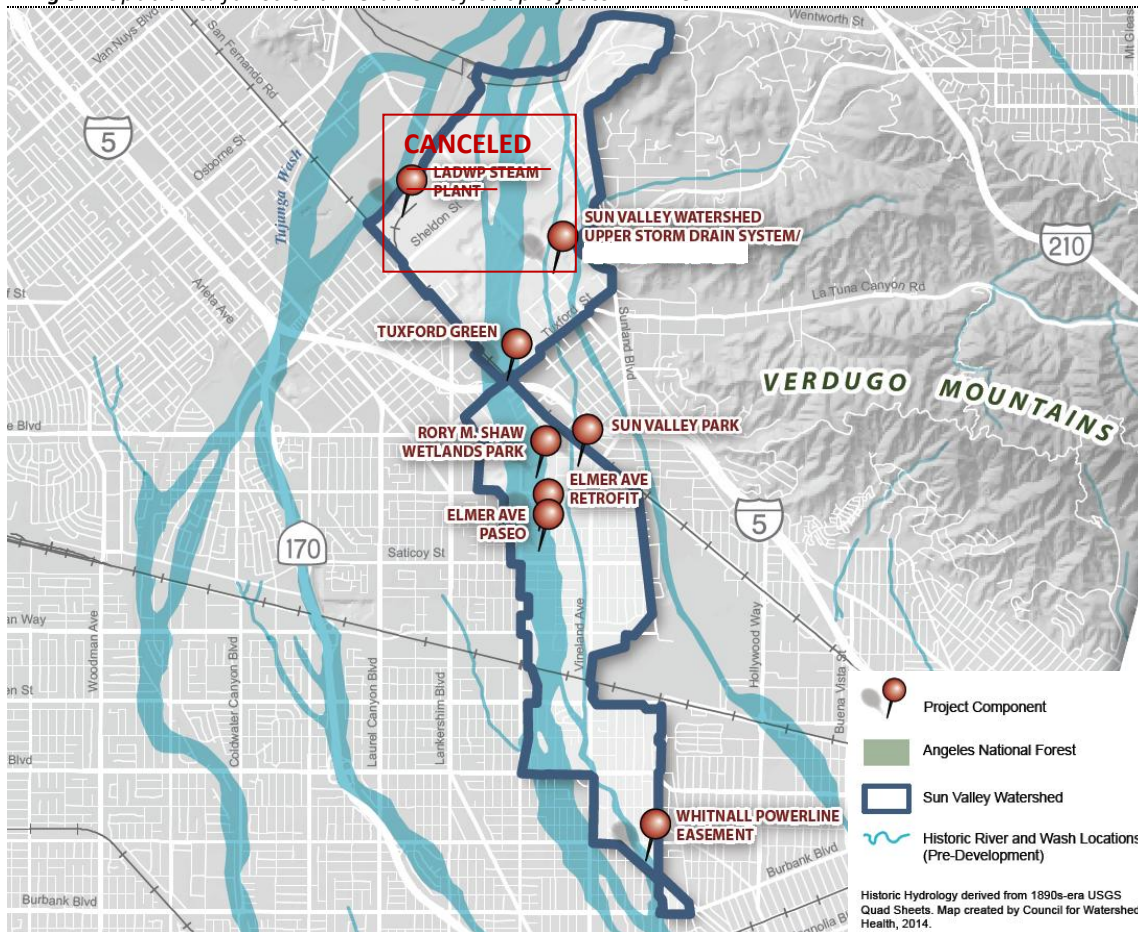 Wentworth St
Van Nuys Blvd
San Fernando Rd
5
Osborne St
Tujunga Wash
CANCELED
LADWP STEAM
PLANT
Sheldon St
SUN VALLEY WATERSHED
UPPER STORM DRAIN SYSTEM/
210
La Tuna Canyon Rd
Arleta Ave
Tuxford St
Sunland Blvd
TUXFORD GREEN
VERDUGO MOUNTAINS
RORY M. SHAW
WETLANDS PARK
SUN VALLEY PARK
ELMER AVE
RETROFIT
ELMER AVE
PASEO
5
170
Saticoy St
Woodman Ave
Coldwater Canyon Blvd
Laurel Canyon Blvd
Lankershim Blvd
Vineland Ave
Hollywood Way
Buena Vista St
WHITNALL POWERLINE
EASEMENT
Burbank Blvd
Burbank Blvd
Project Component
Angeles National Forest
Sun Valley Watershed
Historic River and Wash Locations
(Pre-Development)
Historic Hydrology derived from 1890s-era USGS
Quad Sheets. Map created by Council for Watershed
Health, 2014.